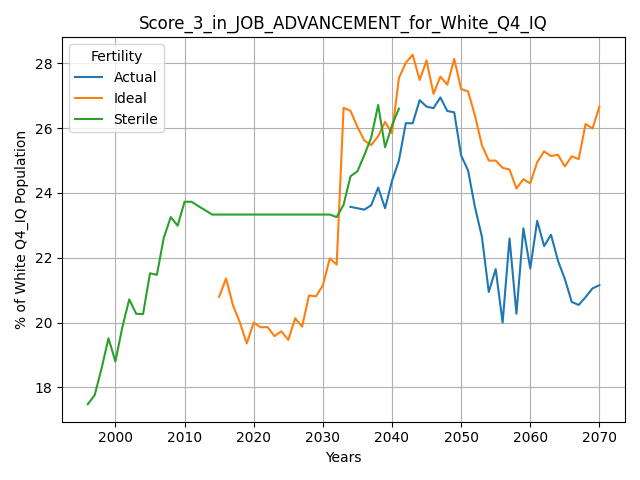 Score_3_in_JOB_ADVANCEMENT_for_White_Q4_IQ
Fertility
Actual
Ideal
Sterile
% of White Q4_IQ Population
28
26
24
22
20
18
2000 2010 2020 2030 2040 2050 2060 2070
Years